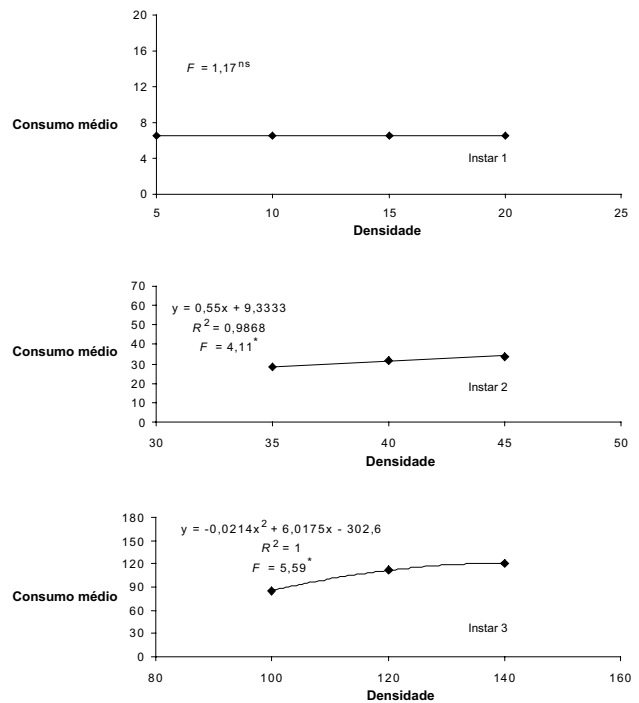 20
16
12
8
4
0
F = 1,17 ns
Consumo médio
Instar 1
5 10 15 20 25
Densidade
70
60
50
40
30
20
10
0
y = 0,55x + 9,3333
R² = 0,9868
F = 4,11*
Consumo médio
Instar 2
30 35 40 45 50
Densidade
180
150
120
90
60
30
0
y = -0,0214x² + 6,0175x - 302,6
R² = 1
F = 5,59*
Consumo médio
Instar 3
80 100 120 140 160
Densidade